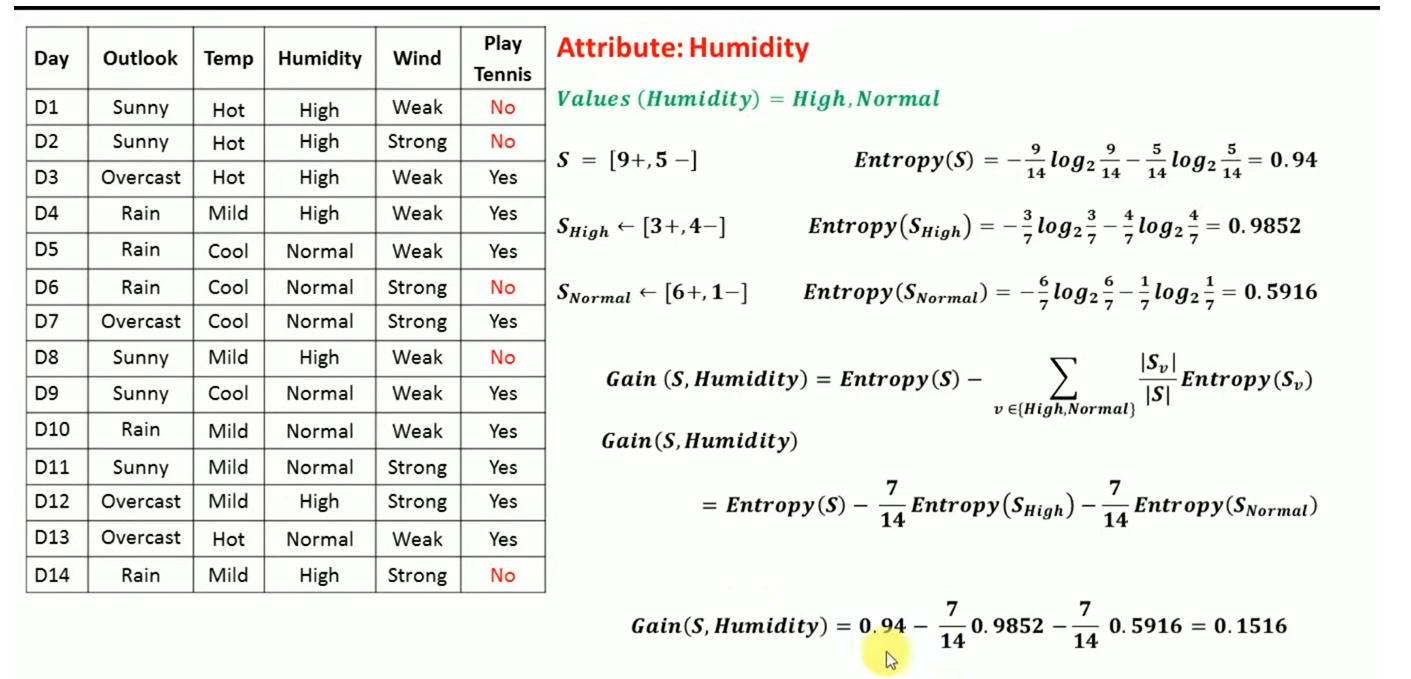 Day Outlook Temp Humidity Wind Play Tennis
D1 Sunny Hot High Weak No
D2 Sunny Hot High Strong No
D3 Overcast Hot High Weak Yes
D4 Rain Mild High Weak Yes
D5 Rain Cool Normal Weak Yes
D6 Rain Cool Normal Strong No
D7 Overcast Cool Normal Strong Yes
D8 Sunny Mild High Weak No
D9 Sunny Cool Normal Weak Yes
D10 Rain Mild Normal Weak Yes
D11 Sunny Mild Normal Strong Yes
D12 Overcast Mild High Strong Yes
D13 Overcast Hot Normal Weak Yes
D14 Rain Mild High Strong No
Attribute: Humidity
Values (Humidity) = High, Normal
S = [9+, 5 −] Entropy(S) = −9/14 log₂ 9/14 − 5/14 log₂ 5/14 = 0.94
S_High ← [3+, 4−] Entropy(S_High) = −3/7 log₂ 3/7 − 4/7 log₂ 4/7 = 0.9852
S_Normal ← [6+, 1−] Entropy(S_Normal) = −6/7 log₂ 6/7 − 1/7 log₂ 1/7 = 0.5916
Gain (S, Humidity) = Entropy(S) − ∑ v ∈{High,Normal} |S_v|/|S| Entropy(S_v)
Gain(S, Humidity)
= Entropy(S) − 7/14 Entropy(S_High) − 7/14 Entropy(S_Normal)
Gain(S, Humidity) = 0.94 − 7/14 0.9852 − 7/14 0.5916 = 0.1516